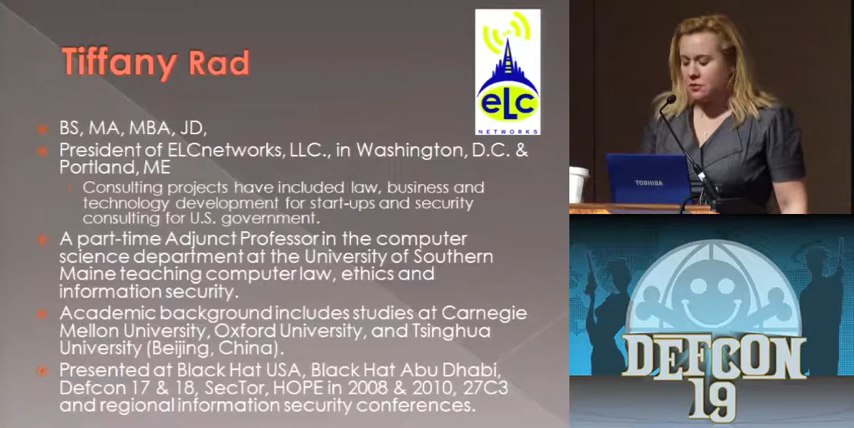 Tiffany Rad
eLc
NETWORKS
BS, MA, MBA, JD,
President of ELCnetworks, LLC., in Washington, D.C. &
Portland, ME
Consulting projects have included law, business and
technology development for start-ups and security
consulting for U.S. government.
A part-time Adjunct Professor in the computer
science department at the University of Southern
Maine teaching computer law, ethics and
information security.
Academic background includes studies at Carnegie
Mellon University, Oxford University, and Tsinghua
University (Beijing, China).
Presented at Black Hat USA, Black Hat Abu Dhabi,
Defcon 17 & 18, SecTor, HOPE in 2008 & 2010, 27C3
and regional information security conferences.
TOSHIBA
DEFCON
19